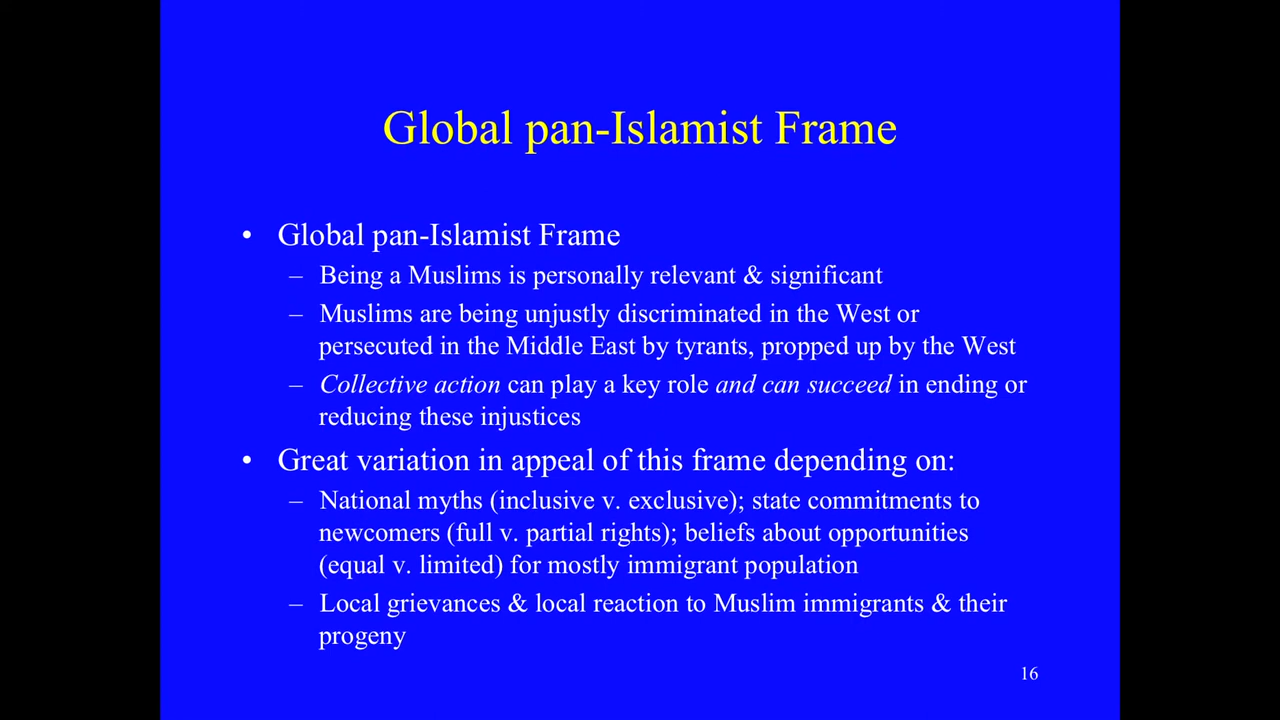 Global pan-Islamist Frame
• Global pan-Islamist Frame
– Being a Muslims is personally relevant & significant
– Muslims are being unjustly discriminated in the West or
persecuted in the Middle East by tyrants, propped up by the West
– Collective action can play a key role and can succeed in ending or
reducing these injustices
• Great variation in appeal of this frame depending on:
– National myths (inclusive v. exclusive); state commitments to
newcomers (full v. partial rights); beliefs about opportunities
(equal v. limited) for mostly immigrant population
– Local grievances & local reaction to Muslim immigrants & their
progeny
16